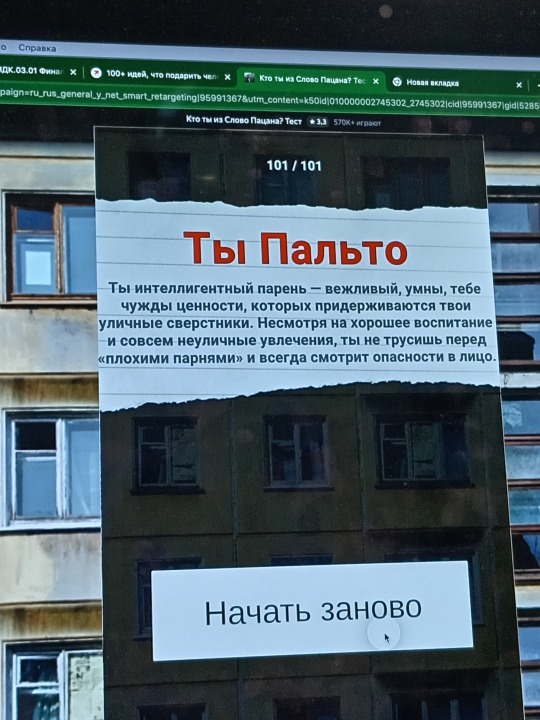 Справка
ЦК.03.01 Фина
100+ идей, что подарить чел
Кто ты из Слово Пацана? Тес
Новая вкладка
paign=ru_rus_general_y_net_smart_retargeting|95991367&utm_content=k50id|010000002745302_2745302|cid|95991367|gid|5285
Кто ты из Слово Пацана? Тест ★ 3,3 570K+ играют
101 / 101
Ты Пальто
Ты интеллигентный парень — вежливый, умны, тебе
чужды ценности, которых придерживаются твои
уличные сверстники. Несмотря на хорошее воспитание
и совсем неуличные увлечения, ты не трусишь перед
«плохими парнями» и всегда смотрит опасности в лицо.
Начать заново